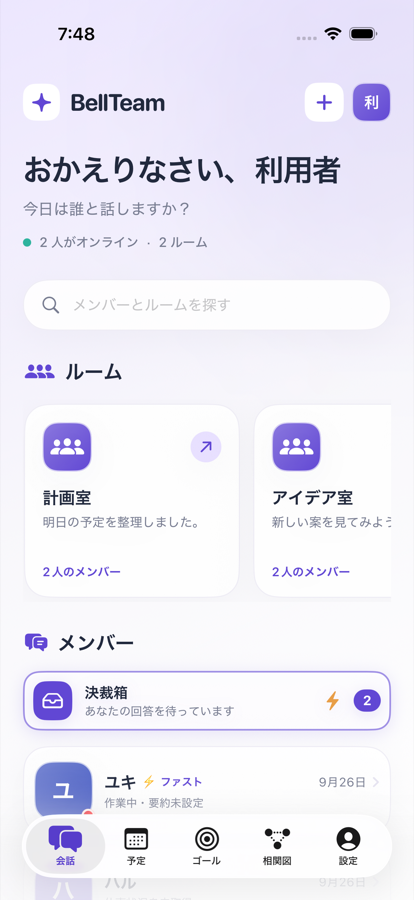 7:48
BellTeam
利
おかえりなさい、利用者
今日は誰と話しますか？
2 人がオンライン · 2 ルーム
メンバーとルームを探す
ルーム
計画室
明日の予定を整理しました。
2人のメンバー
アイデア室
新しい案を見てみよう
2人のメンバー
メンバー
決裁箱
あなたの回答を待っています
2
ユ
ユキ ⚡ ファスト
9月26日
作業中・要約未設定
会話
予定
ゴール
相関図
設定
ハ
ハル
9月26日